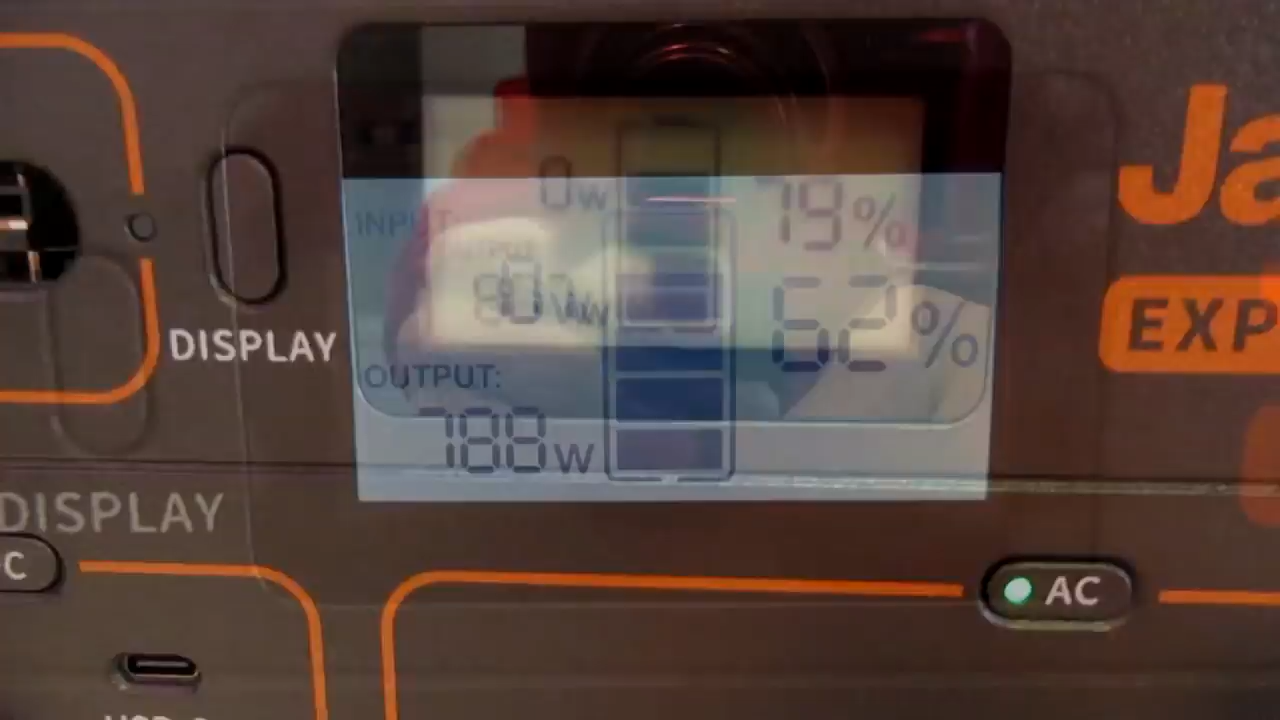 Ja
0w
79%
INPUT:
62%
DISPLAY
EXP
OUTPUT:
788w
DISPLAY
C
AC